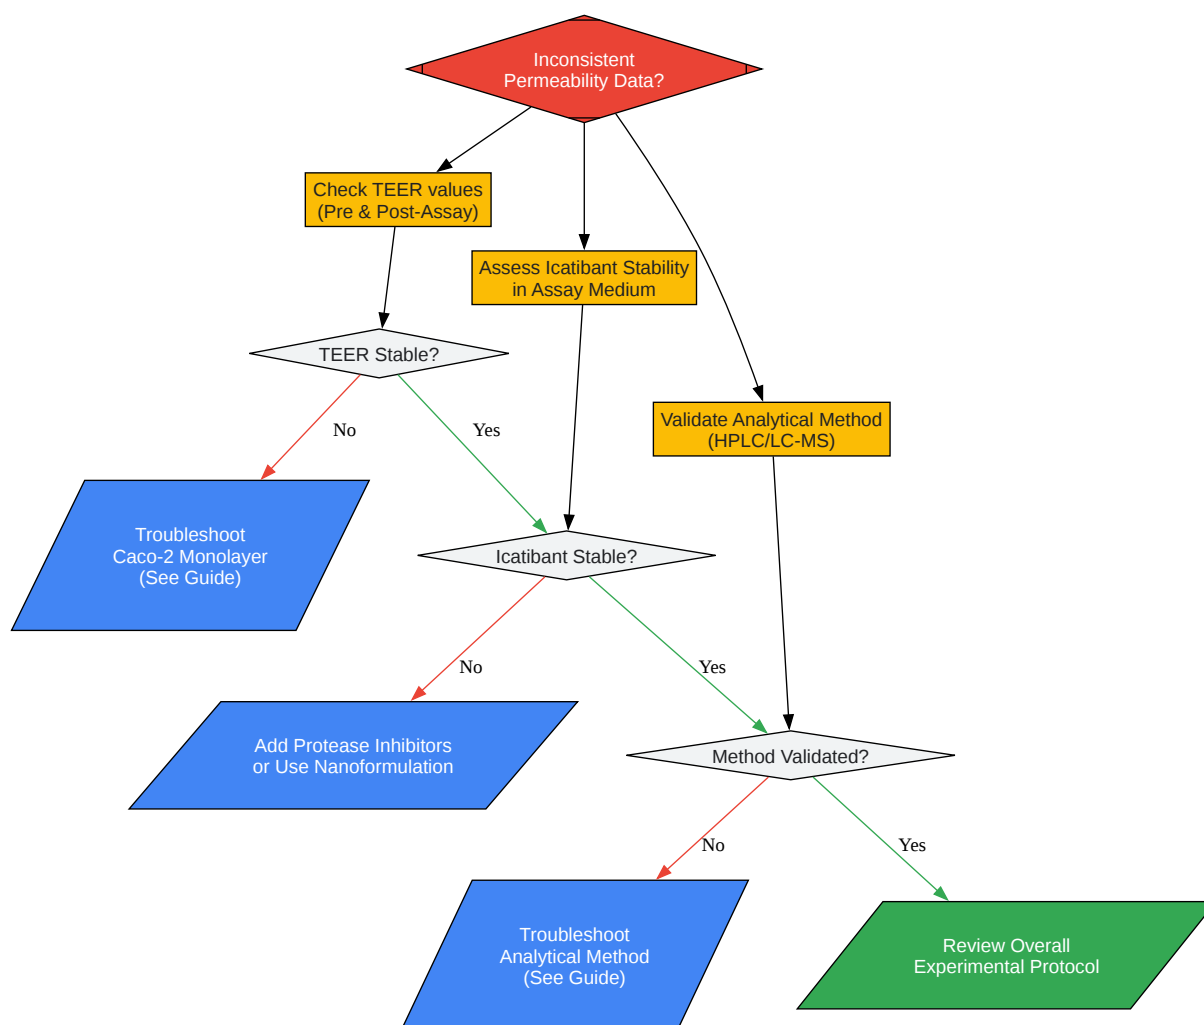 Inconsistent
Permeability Data?
Check TEER values
(Pre & Post-Assay)
Assess Icatibant Stability
in Assay Medium
TEER Stable?
Validate Analytical Method
(HPLC/LC-MS)
No
Yes
Troubleshoot
Caco-2 Monolayer
(See Guide)
Icatibant Stable?
No
Yes
Add Protease Inhibitors
or Use Nanoformulation
Method Validated?
No
Yes
Troubleshoot
Analytical Method
(See Guide)
Review Overall
Experimental Protocol